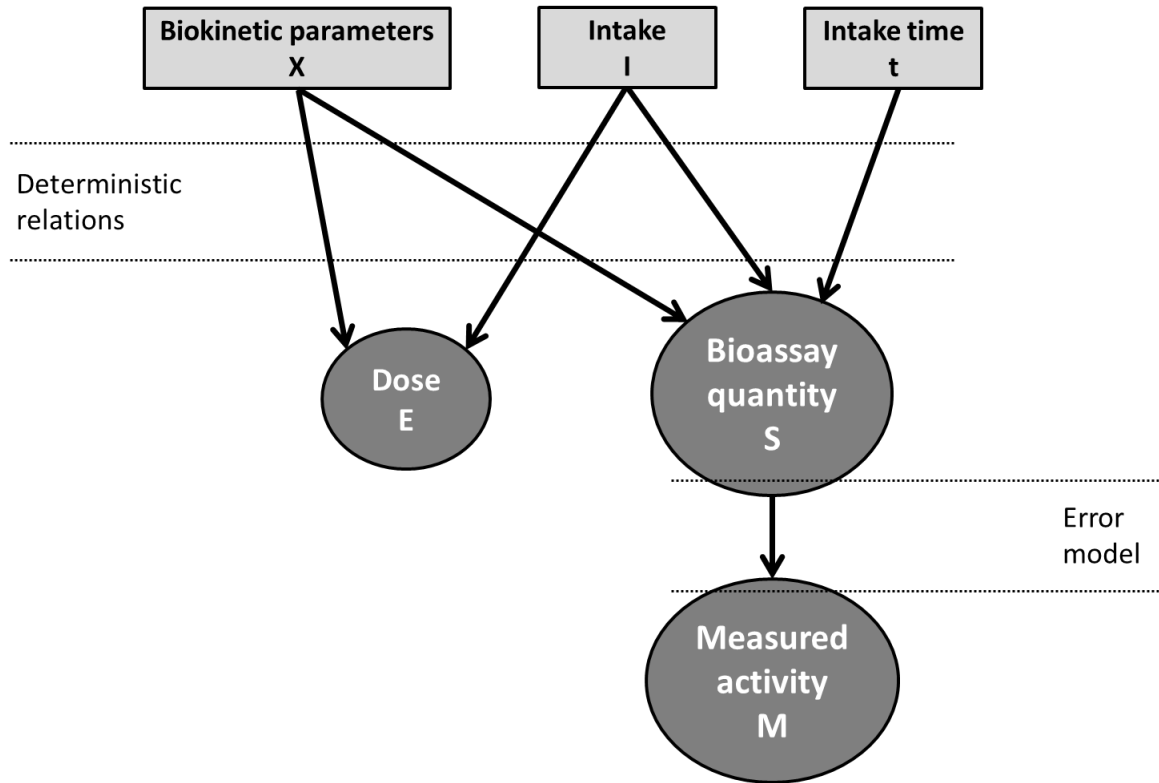 Biokinetic parameters
X
Intake
I
Intake time
t
Deterministic
relations
Dose
E
Bioassay
quantity
S
Error
model
Measured
activity
M